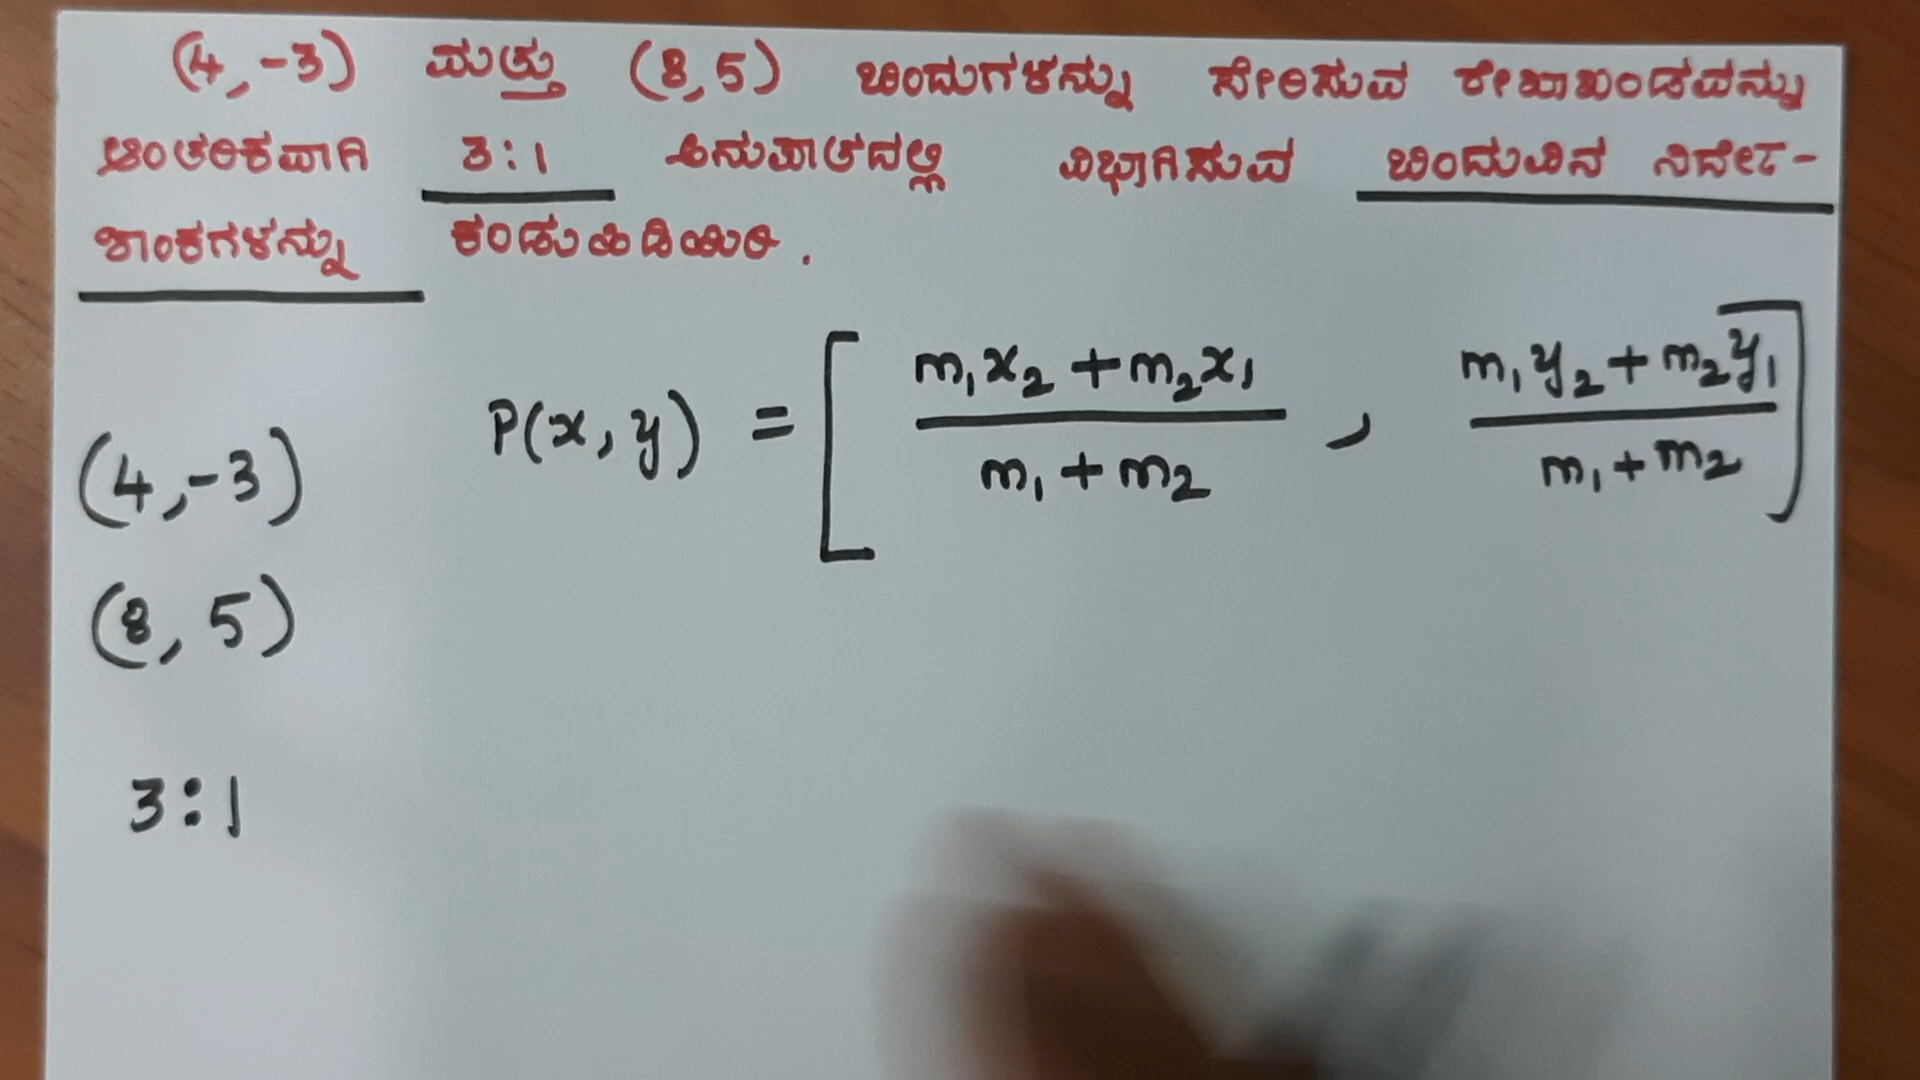 (4,-3) ಮತ್ತು (8,5) ಬಿಂದುಗಳನ್ನು ಸೇರಿಸುವ ರೇಖಾಖಂಡವನ್ನು
ಆಂತರಿಕವಾಗಿ 3:1 ಅನುಪಾತದಲ್ಲಿ ವಿಭಾಗಿಸುವ ಬಿಂದುವಿನ ನಿರ್ದೇ-
ಶಾಂಕಗಳನ್ನು ಕಂಡುಹಿಡಿಯಿರಿ.
P(x,y) = [ (m₁x₂+m₂x₁)/(m₁+m₂) , (m₁y₂+m₂y₁)/(m₁+m₂) ]
(4,-3)
(8,5)
3:1